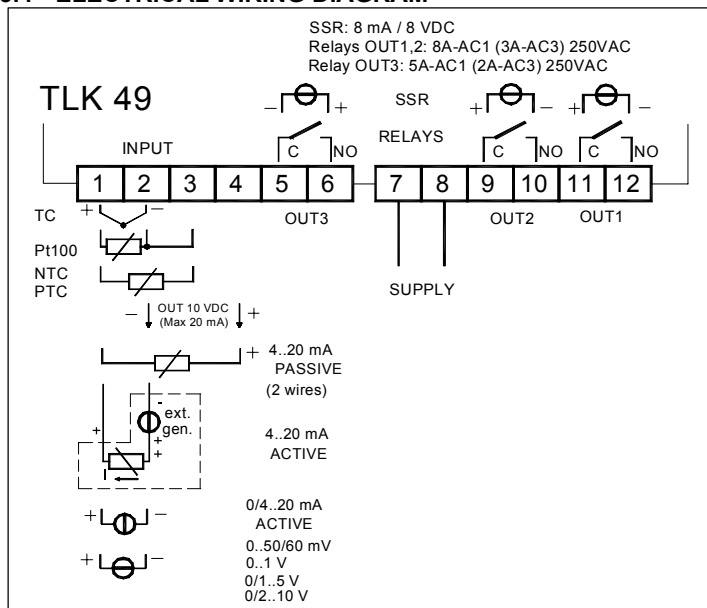 ELECTRICAL WIRING DIAGRAM
SSR: 8 mA / 8 VDC
Relays OUT1,2: 8A-AC1 (3A-AC3) 250VAC
Relay OUT3: 5A-AC1 (2A-AC3) 250VAC
TLK 49
− + SSR + − + −
INPUT
RELAYS
C NO C NO C NO
1 2 3 4 5 6 7 8 9 10 11 12
TC + −
OUT3 OUT2 OUT1
Pt100
NTC
PTC
SUPPLY
− OUT 10 VDC +
(Max 20 mA)
+ 4..20 mA
PASSIVE
(2 wires)
-
ext.
+ gen.
+
+
4..20 mA
ACTIVE
I
+ − 0/4..20 mA
ACTIVE
+ − 0..50/60 mV
0..1 V
0/1..5 V
0/2..10 V